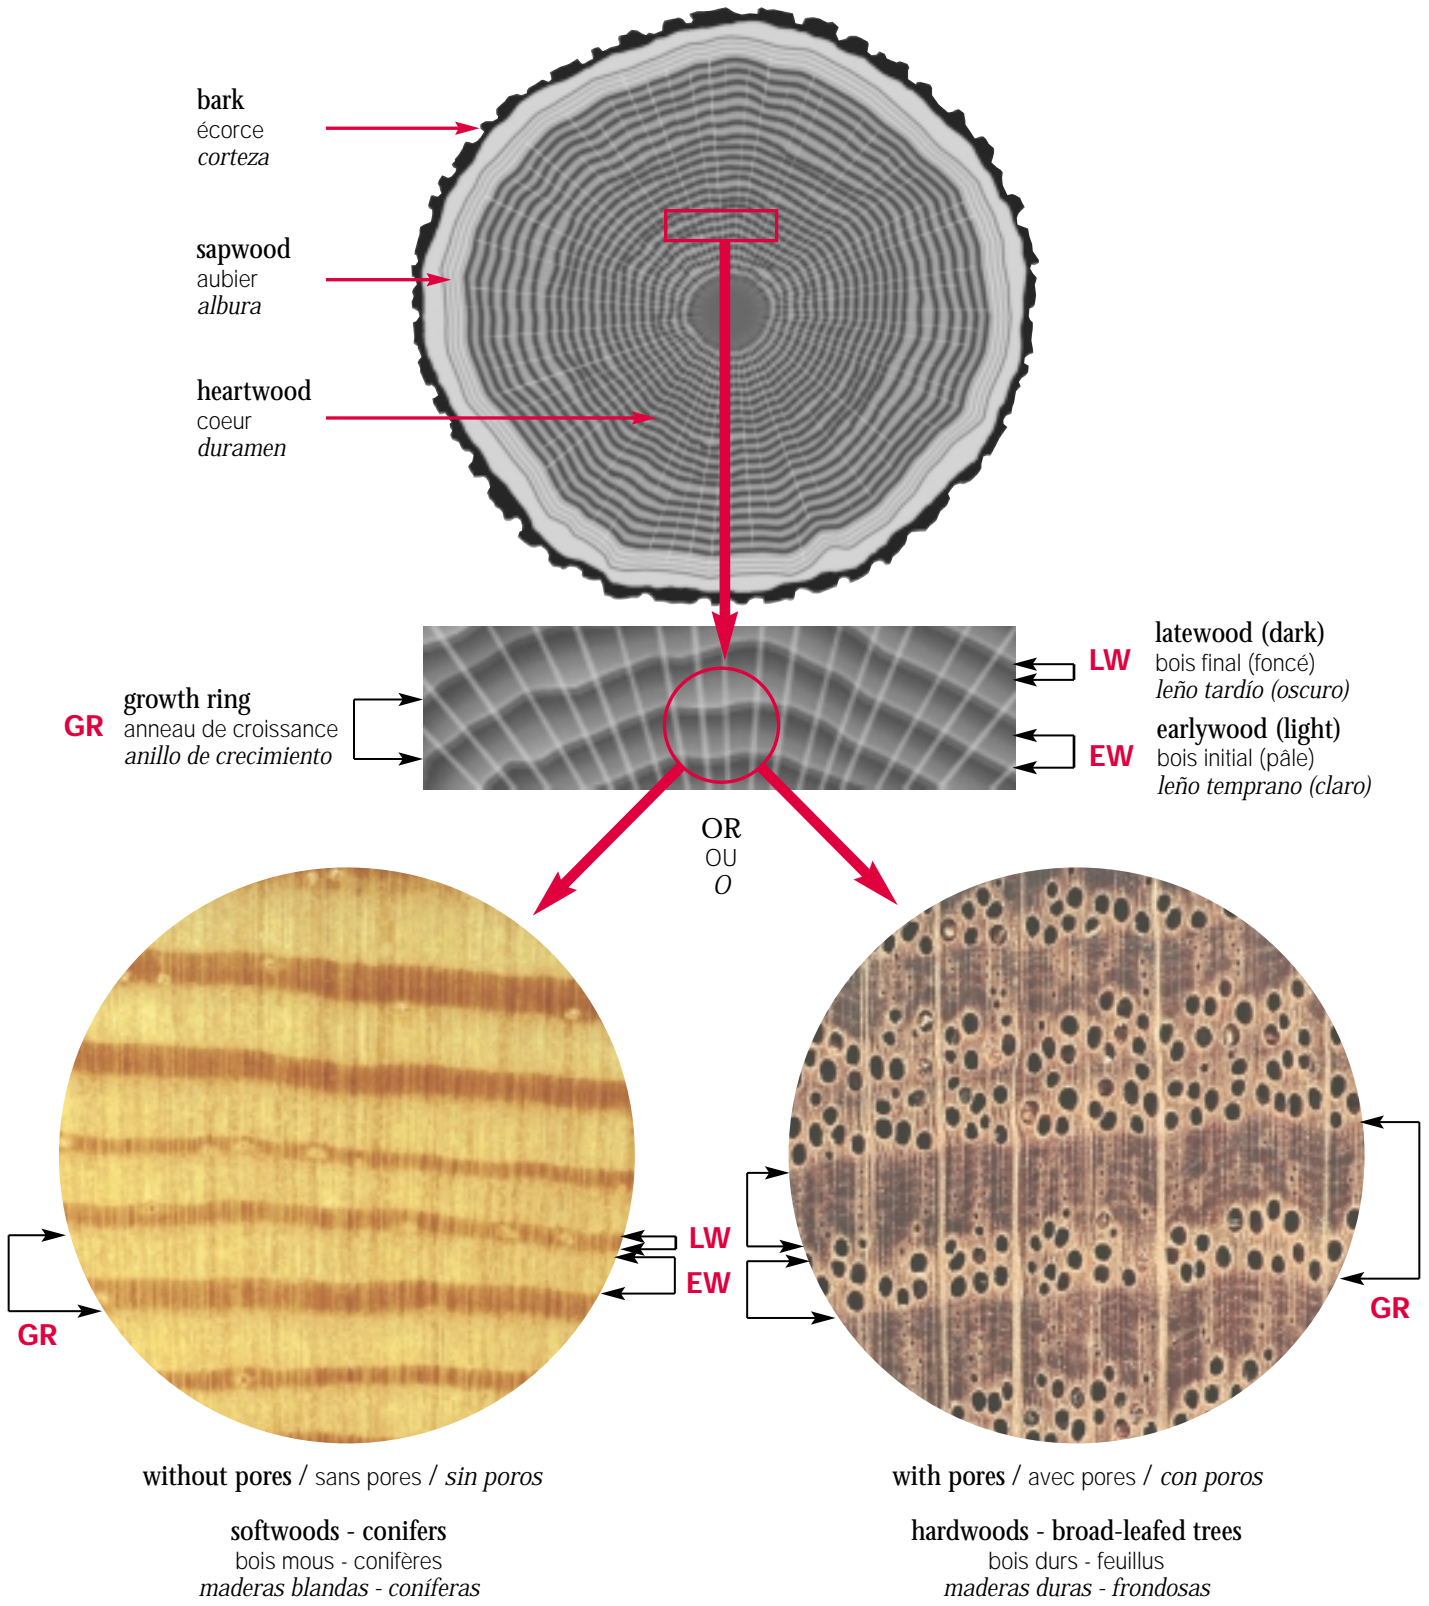 bark
écorce
corteza
sapwood
aubier
albura
heartwood
coeur
duramen
GR
growth ring
anneau de croissance
anillo de crecimiento
LW
latewood (dark)
bois final (foncé)
leño tardío (oscuro)
EW
earlywood (light)
bois initial (pâle)
leño temprano (claro)
OR
OU
O
LW
EW
GR
GR
without pores / sans pores / sin poros
softwoods - conifers
bois mous - conifères
maderas blandas - coníferas
with pores / avec pores / con poros
hardwoods - broad-leafed trees
bois durs - feuillus
maderas duras - frondosas